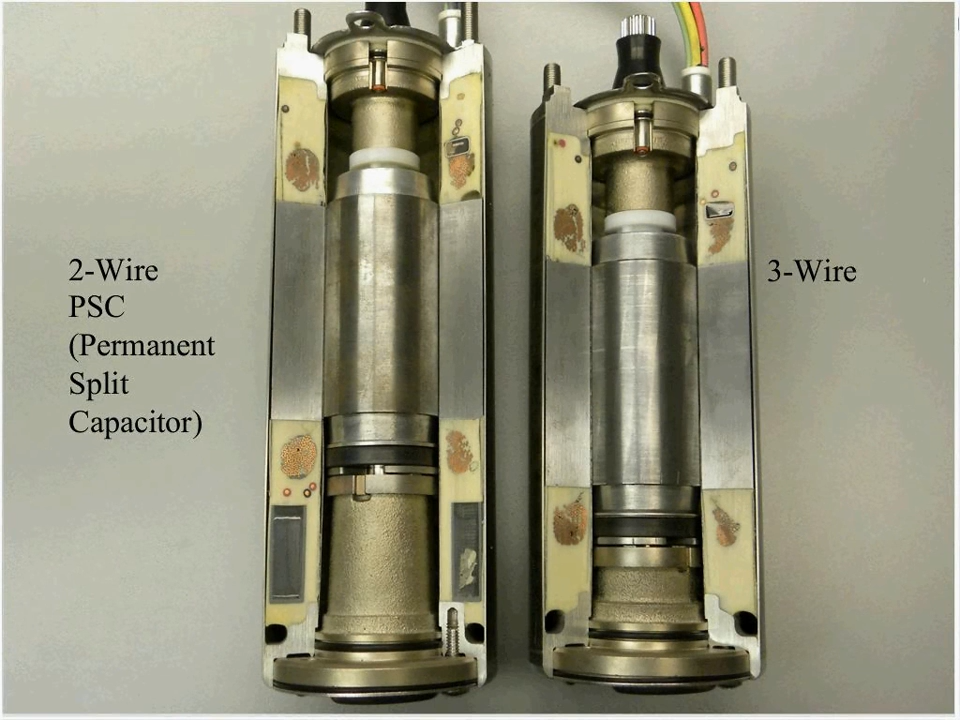 2-Wire
PSC
(Permanent
Split
Capacitor)
3-Wire